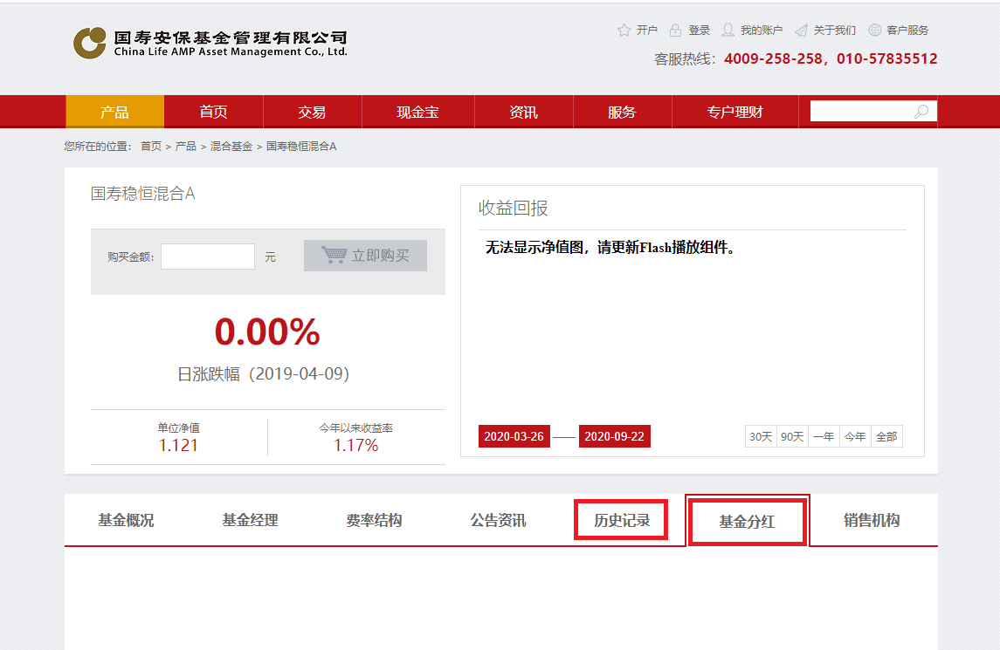 国寿安保基金管理有限公司
China Life AMP Asset Management Co., Ltd.
开户 登录 我的账户 关于我们 客户服务
客服热线：4009-258-258，010-57835512
产品 首页 交易 现金宝 资讯 服务 专户理财
您所在的位置： 首页 > 产品 > 混合基金 > 国寿稳恒混合A
国寿稳恒混合A
购买金额: 元 立即购买
0.00%
日涨跌幅（2019-04-09）
单位净值 今年以来收益率
1.121 1.17%
收益回报
无法显示净值图，请更新Flash播放组件。
2020-03-26 —— 2020-09-22 30天 90天 一年 今年 全部
基金概况 基金经理 费率结构 公告资讯 历史记录 基金分红 销售机构